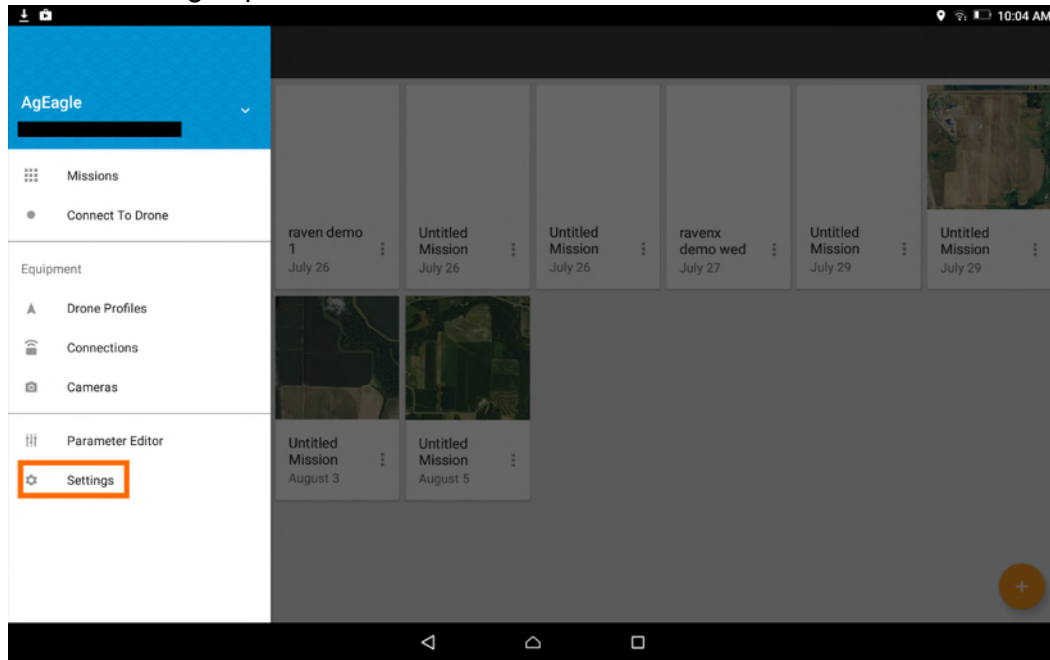 10:04 AM
AgEagle
Missions
Connect To Drone
Equipment
Drone Profiles
Connections
Cameras
Parameter Editor
Settings
raven demo
1
July 26
Untitled
Mission
July 26
Untitled
Mission
July 26
ravenx
demo wed
July 27
Untitled
Mission
July 29
Untitled
Mission
July 29
Untitled
Mission
August 3
Untitled
Mission
August 5